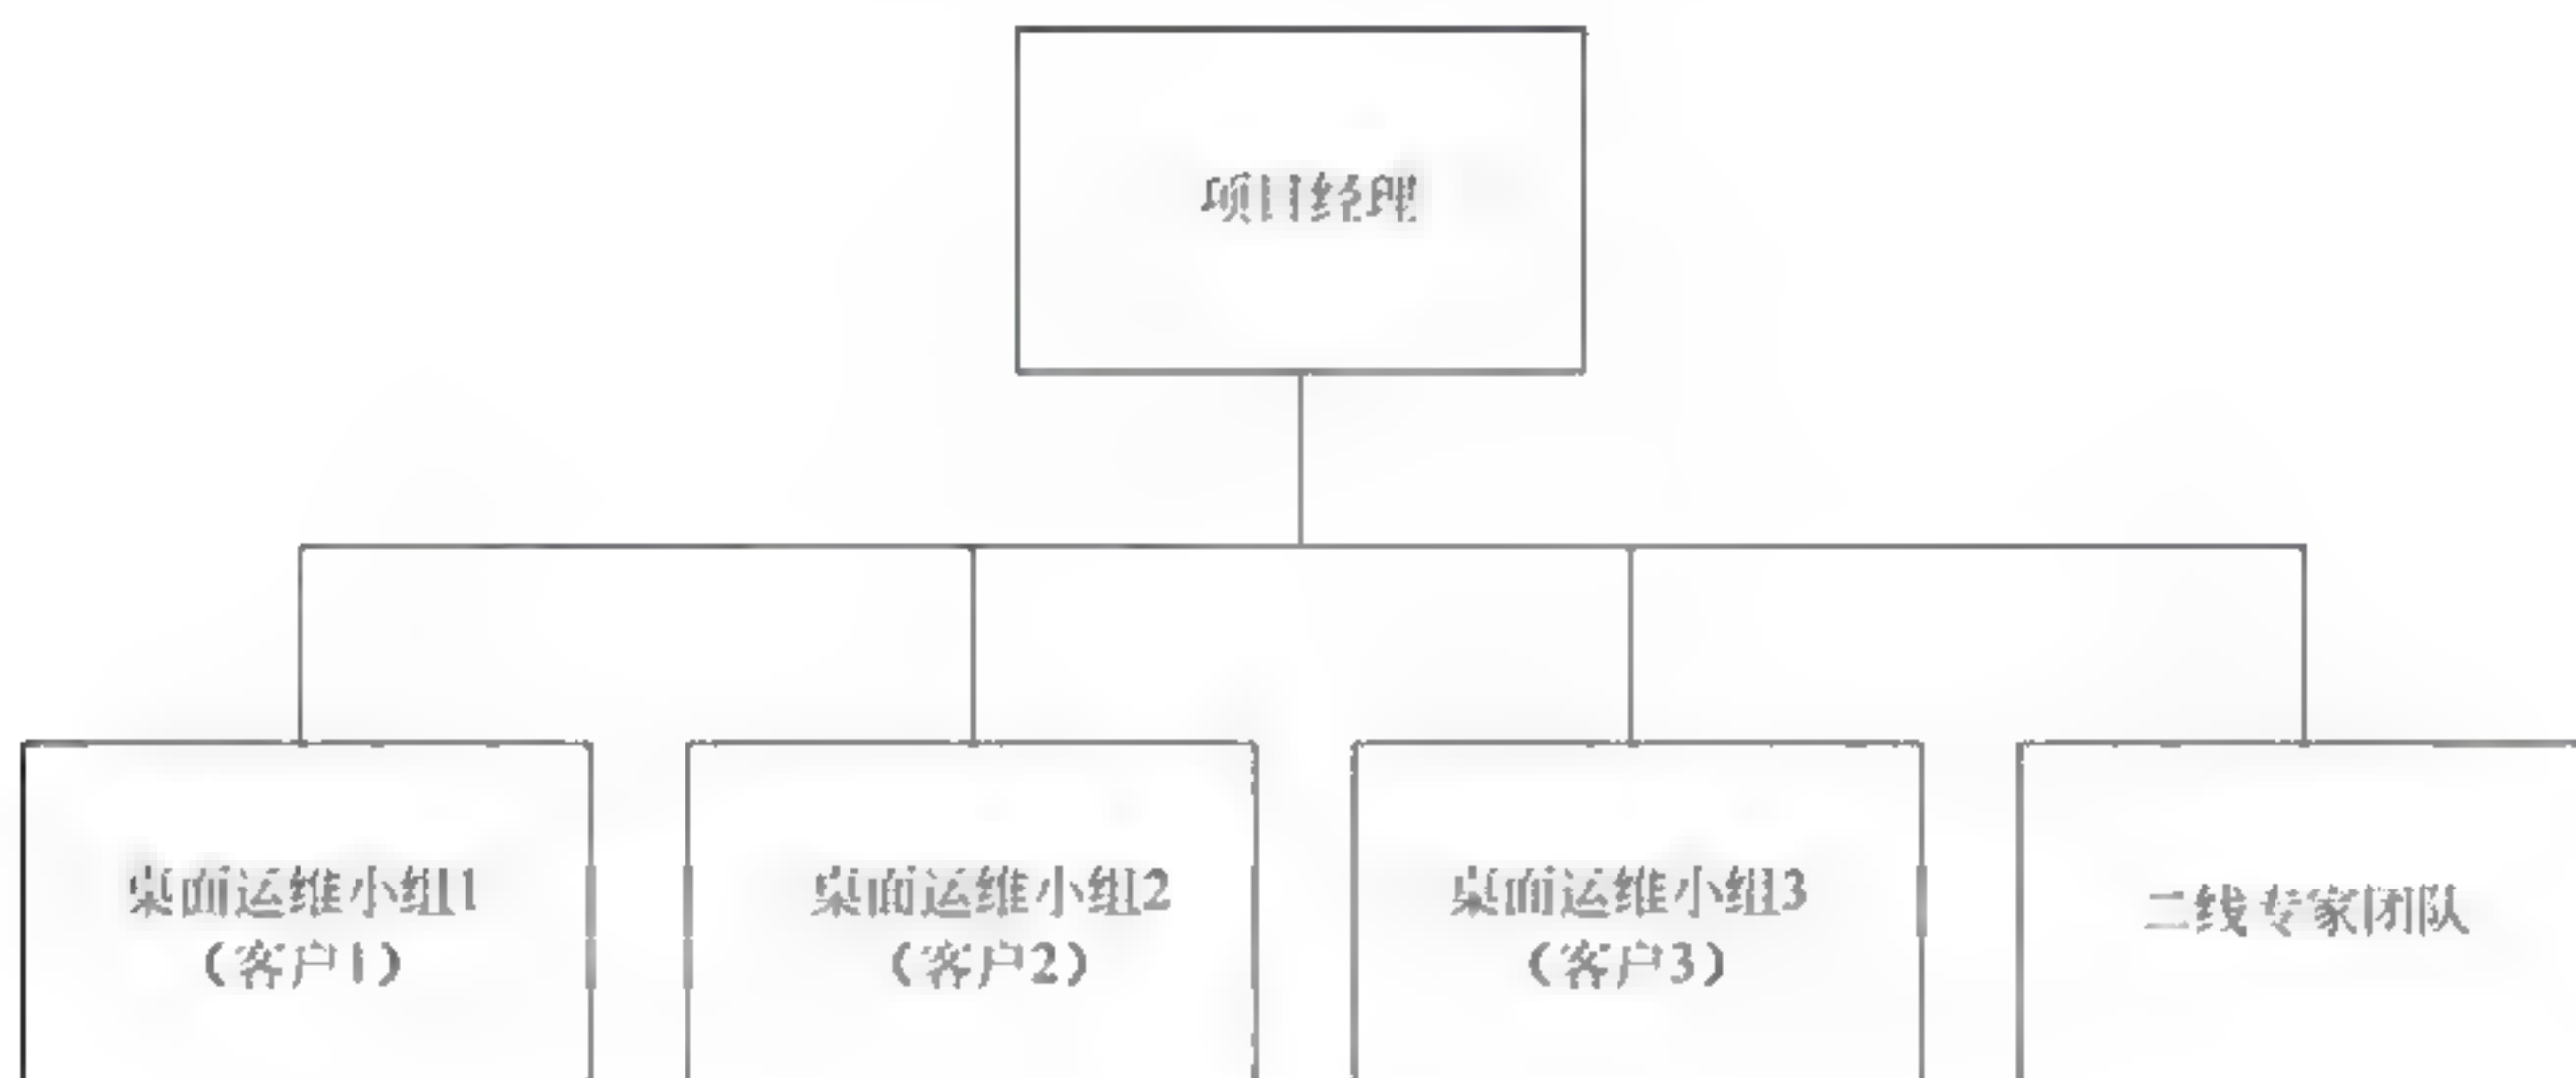 项目经理
桌面运维小组1
（客户1）
桌面运维小组2
（客户2）
桌面运维小组3
（客户3）
二线专家团队